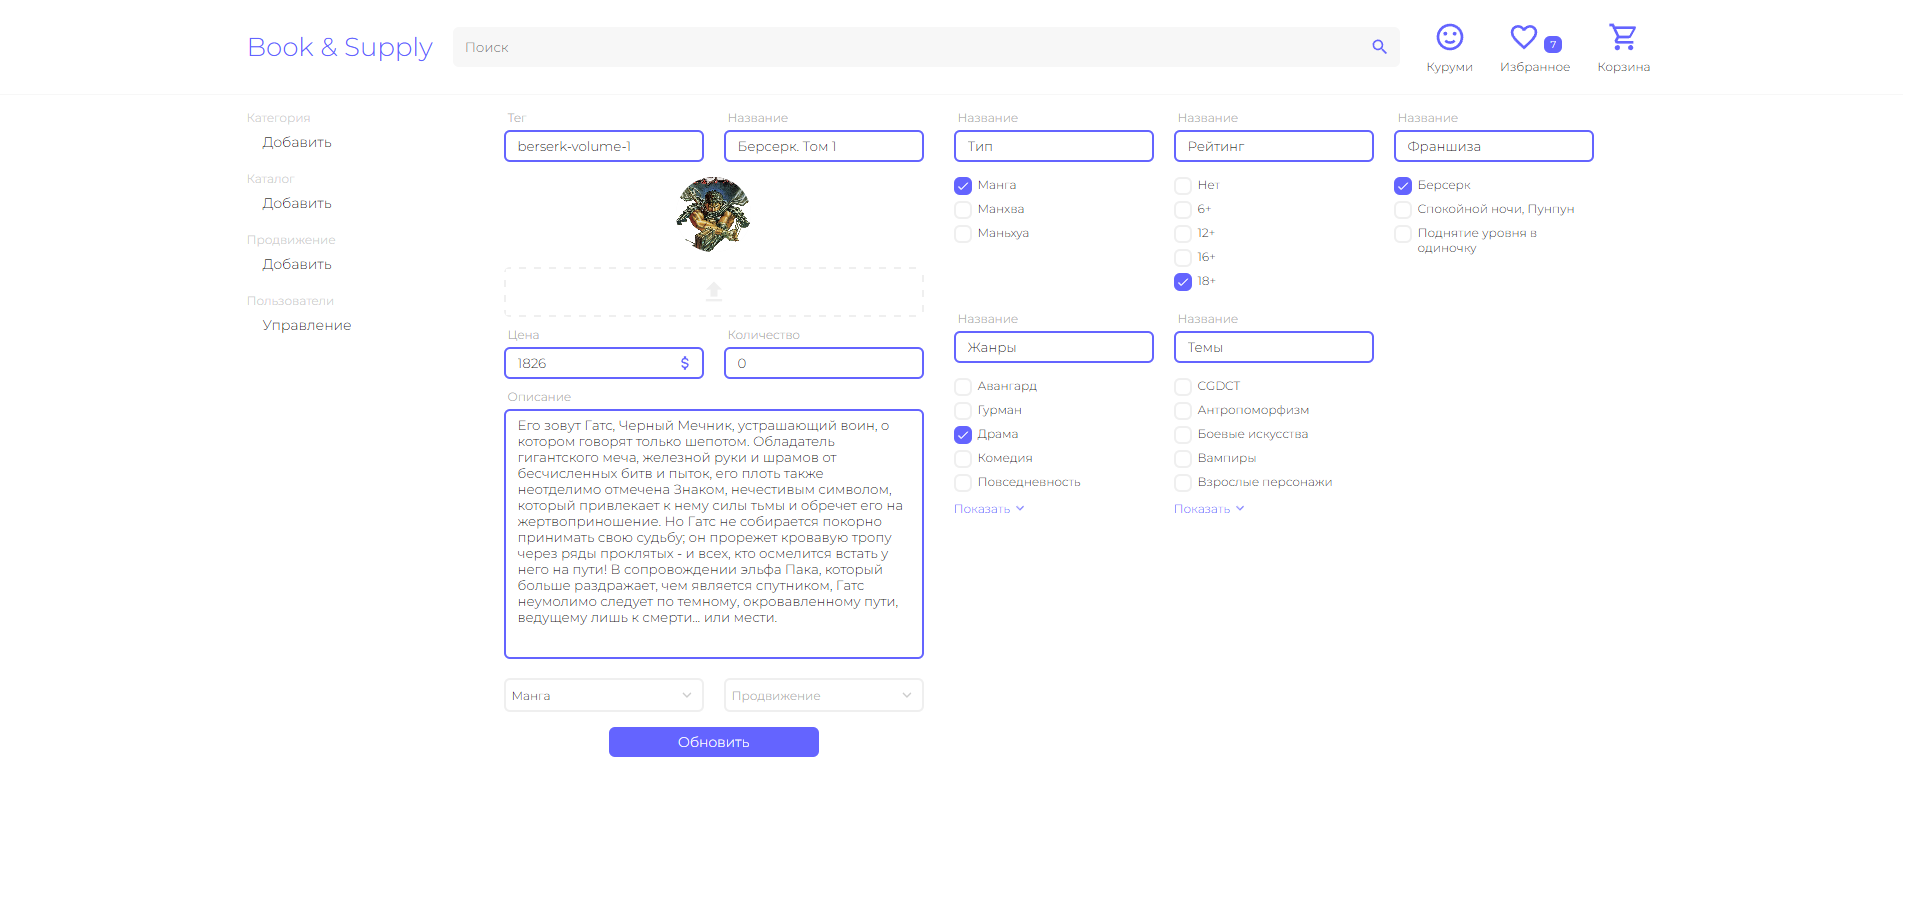 Book & Supply
Поиск
Куруми
Избранное
7
Корзина
Категория
Добавить
Каталог
Добавить
Продвижение
Добавить
Пользователи
Управление
Тег
berserk-volume-1
Название
Берсерк. Том 1
Цена
1826
$
Количество
0
Описание
Его зовут Гатс, Черный Мечник, устрашающий воин, о
котором говорят только шепотом. Обладатель
гигантского меча, железной руки и шрамов от
бесчисленных битв и пыток, его плоть также
неотделимо отмечена Знаком, нечестивым символом,
который привлекает к нему силы тьмы и обречет его на
жертвоприношение. Но Гатс не собирается покорно
принимать свою судьбу; он прорежет кровавую тропу
через ряды проклятых - и всех, кто осмелится встать у
него на пути! В сопровождении эльфа Пака, который
больше раздражает, чем является спутником, Гатс
неумолимо следует по темному, окровавленному пути,
ведущему лишь к смерти... или мести.
Манга
Продвижение
Обновить
Название
Тип
Манга
Манхва
Маньхуа
Название
Рейтинг
Нет
6+
12+
16+
18+
Название
Франшиза
Берсерк
Спокойной ночи, Пунпун
Поднятие уровня в
одиночку
Название
Жанры
Авангард
Гурман
Драма
Комедия
Повседневность
Показать
Название
Темы
CGDCT
Антропоморфизм
Боевые искусства
Вампиры
Взрослые персонажи
Показать